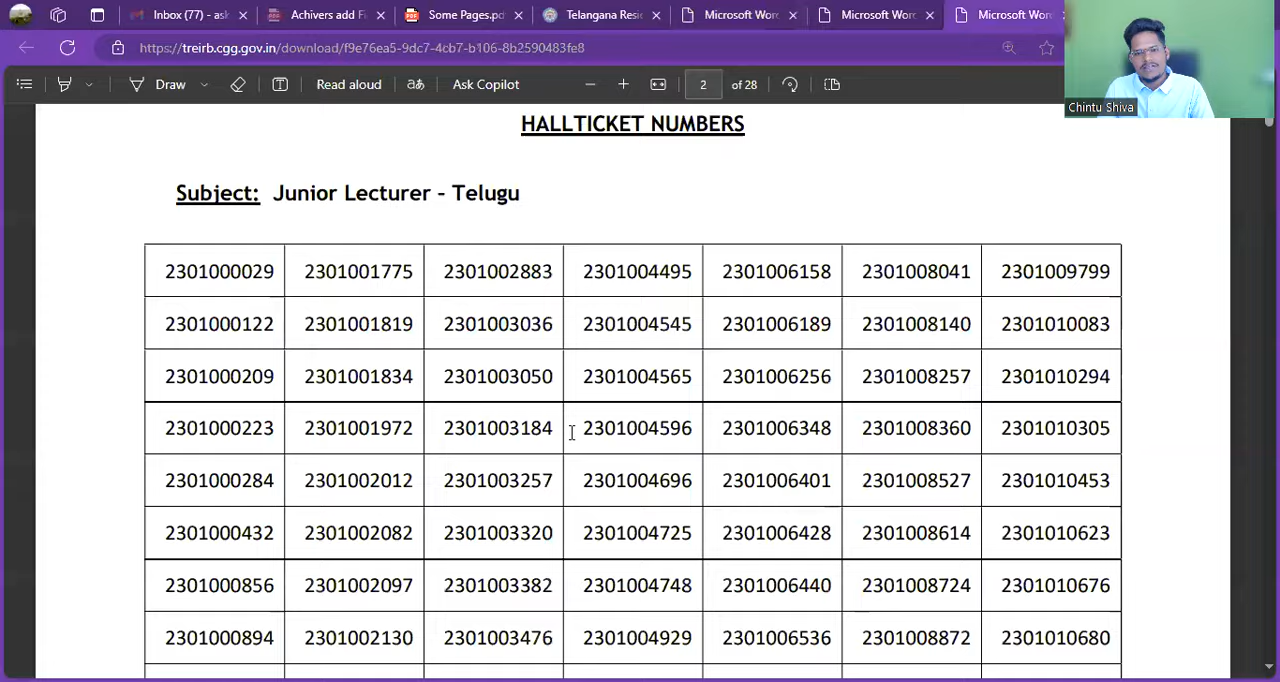 Inbox (77) - ask
Achivers add Fi
Some Pages.pd
Telangana Resi
Microsoft Wor
Microsoft Wor
Microsoft Wor
https://treirb.cgg.gov.in/download/f9e76ea5-9dc7-4cb7-b106-8b2590483fe8
Draw
Read aloud
aあ
Ask Copilot
2 of 28
Chintu Shiva
HALLTICKET NUMBERS
Subject: Junior Lecturer - Telugu
2301000029 2301001775 2301002883 2301004495 2301006158 2301008041 2301009799
2301000122 2301001819 2301003036 2301004545 2301006189 2301008140 2301010083
2301000209 2301001834 2301003050 2301004565 2301006256 2301008257 2301010294
2301000223 2301001972 2301003184 2301004596 2301006348 2301008360 2301010305
2301000284 2301002012 2301003257 2301004696 2301006401 2301008527 2301010453
2301000432 2301002082 2301003320 2301004725 2301006428 2301008614 2301010623
2301000856 2301002097 2301003382 2301004748 2301006440 2301008724 2301010676
2301000894 2301002130 2301003476 2301004929 2301006536 2301008872 2301010680